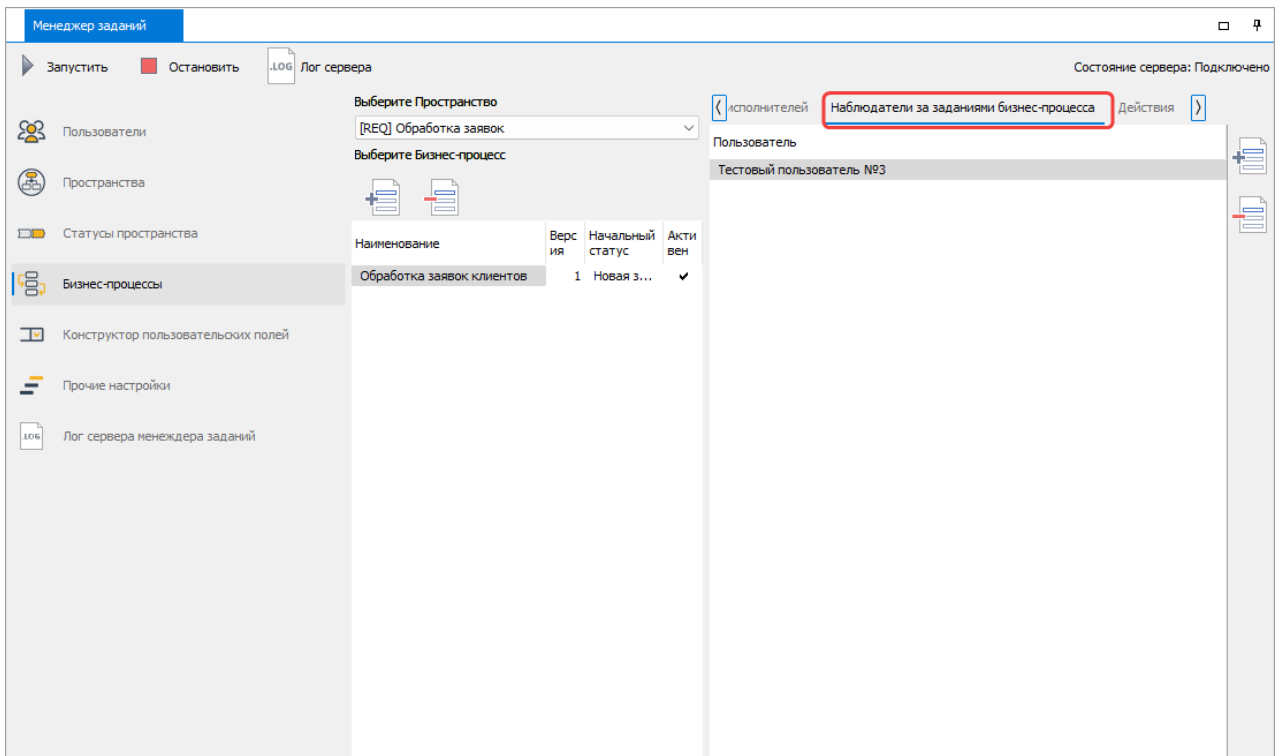 Менеджер заданий
Запустить Остановить .LOG Лог сервера Состояние сервера: Подключено
Пользователи
Пространства
Статусы пространства
Бизнес-процессы
Конструктор пользовательских полей
Прочие настройки
.LOG Лог сервера менеждера заданий
Выберите Пространство
[REQ] Обработка заявок
Выберите Бизнес-процесс
Наименование Верс ия Начальный статус Акти вен
Обработка заявок клиентов 1 Новая з...
исполнителей Наблюдатели за заданиями бизнес-процесса Действия
Пользователь
Тестовый пользователь №3